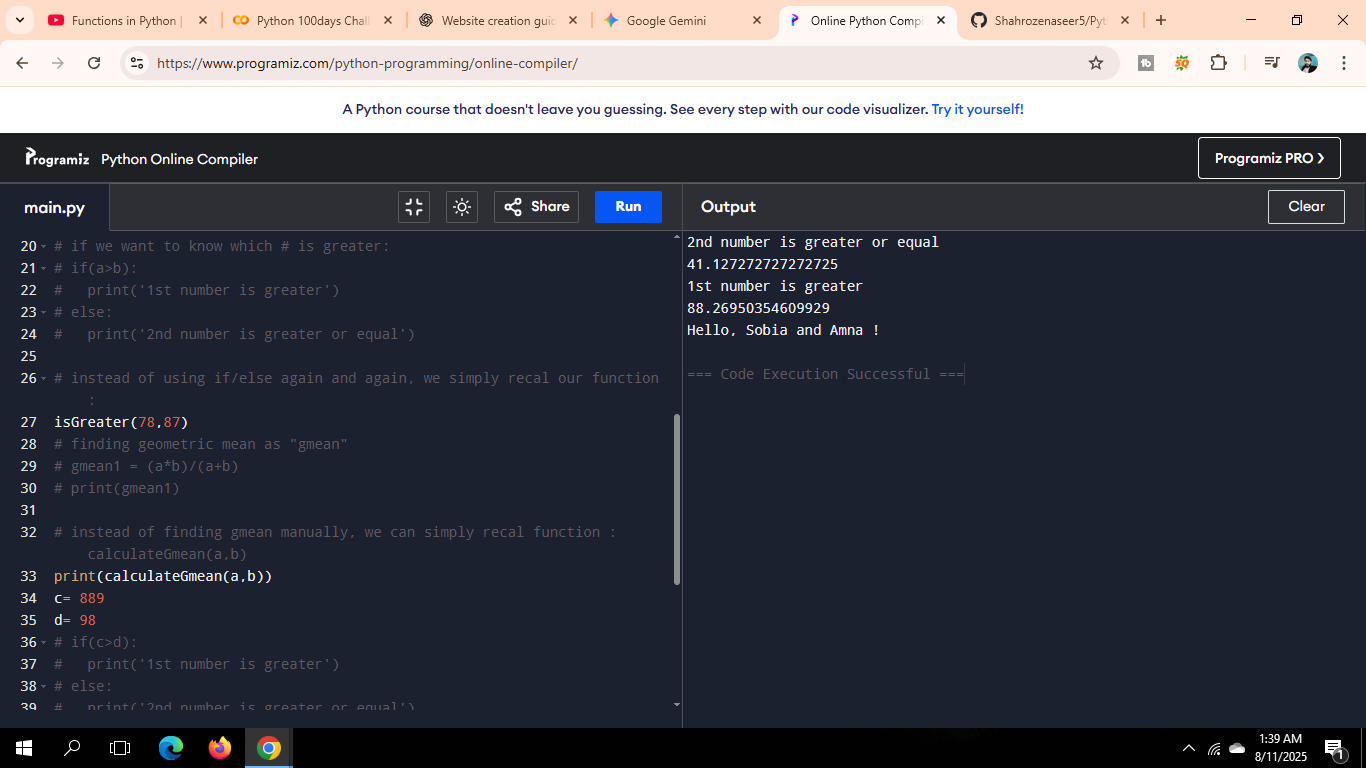 Functions in Python |
Python 100days Chall
Website creation guid
Google Gemini
Online Python Compi
Shahrozenaseer5/Pyt
https://www.programiz.com/python-programming/online-compiler/
A Python course that doesn't leave you guessing. See every step with our code visualizer. Try it yourself!
Programiz Python Online Compiler
Programiz PRO ❯
main.py
Share
Run
Output
Clear
20 # if we want to know which # is greater:
21 # if(a>b):
22 #   print('1st number is greater')
23 # else:
24 #   print('2nd number is greater or equal')
25
26 # instead of using if/else again and again, we simply recal our function
:
27 isGreater(78,87)
28 # finding geometric mean as "gmean"
29 # gmean1 = (a*b)/(a+b)
30 # print(gmean1)
31
32 # instead of finding gmean manually, we can simply recal function :
calculateGmean(a,b)
33 print(calculateGmean(a,b))
34 c= 889
35 d= 98
36 # if(c>d):
37 #   print('1st number is greater')
38 # else:
39 #   print('2nd number is greater or equal')
2nd number is greater or equal
41.127272727272725
1st number is greater
88.26950354609929
Hello, Sobia and Amna !
=== Code Execution Successful ===
1:39 AM
8/11/2025
1